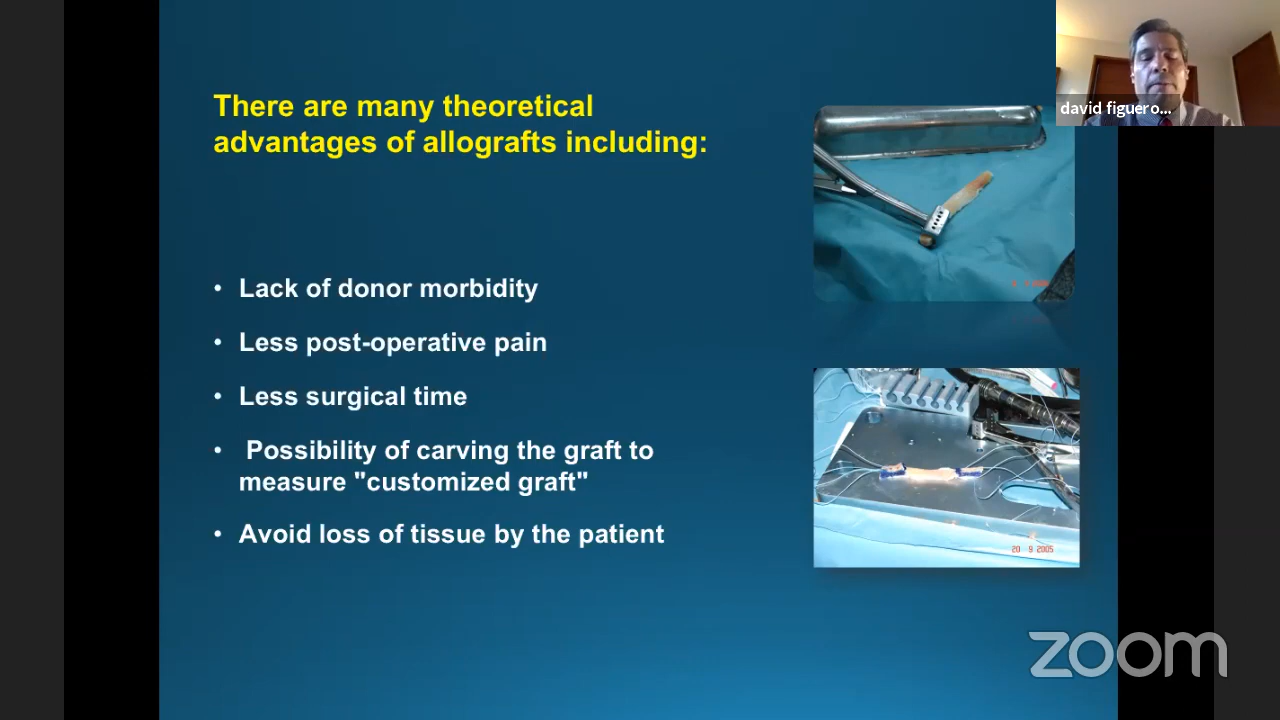 There are many theoretical
advantages of allografts including:
david figuero...
• Lack of donor morbidity
• Less post-operative pain
• Less surgical time
• Possibility of carving the graft to
measure "customized graft"
• Avoid loss of tissue by the patient
20 9 2005
zoom